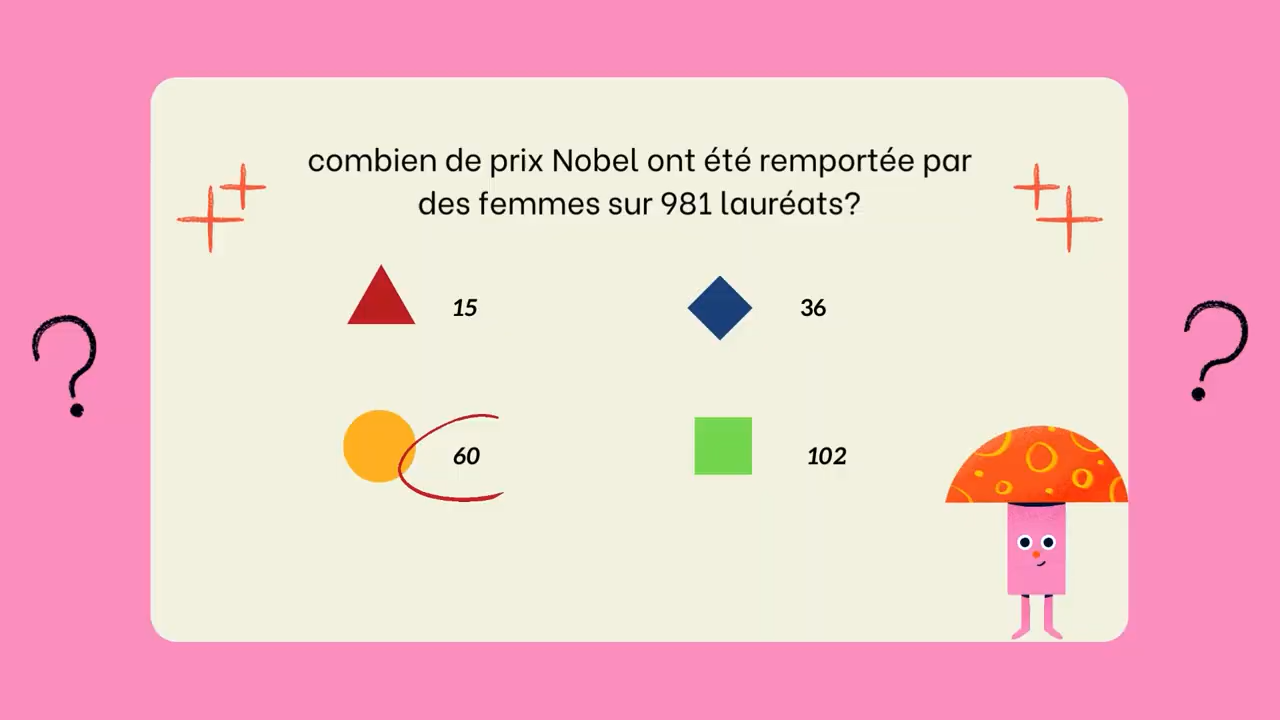 combien de prix Nobel ont été remportée par
des femmes sur 981 lauréats?
15
36
60
102